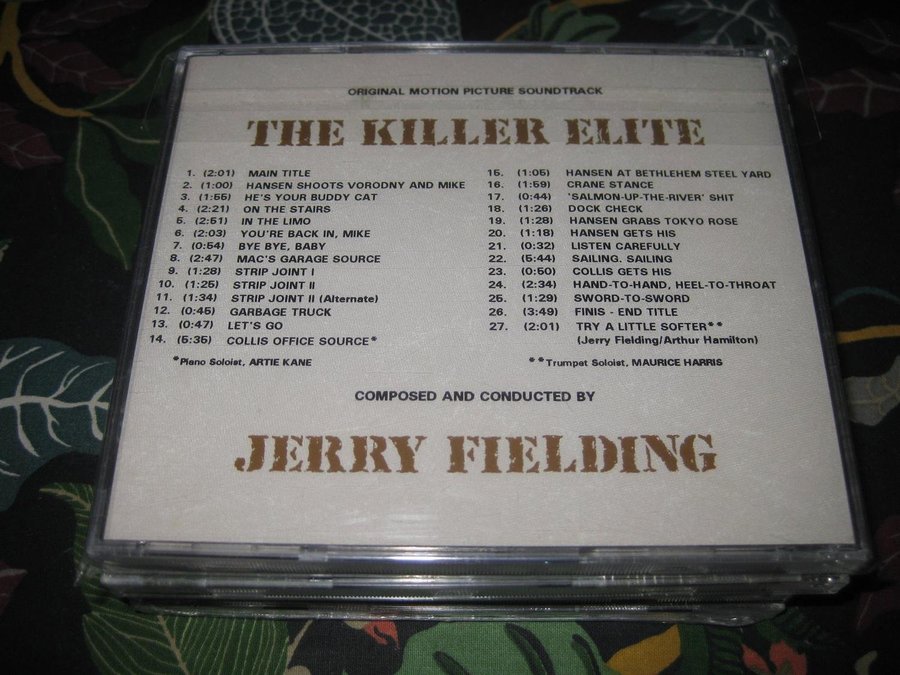 ORIGINAL MOTION PICTURE SOUNDTRACK
THE KILLER ELITE
1. (2:01) MAIN TITLE
2. (1:00) HANSEN SHOOTS VORODNY AND MIKE
3. (1:55) HE'S YOUR BUDDY CAT
4. (2:21) ON THE STAIRS
5. (2:51) IN THE LIMO
6. (2:03) YOU'RE BACK IN, MIKE
7. (0:54) BYE BYE, BABY
8. (2:47) MAC'S GARAGE SOURCE
9. (1:28) STRIP JOINT I
10. (1:25) STRIP JOINT II
11. (1:34) STRIP JOINT II (Alternate)
12. (0:45) GARBAGE TRUCK
13. (0:47) LET'S GO
14. (5:35) COLLIS OFFICE SOURCE*
*Piano Soloist, ARTIE KANE
15. (1:05) HANSEN AT BETHLEHEM STEEL YARD
16. (1:59) CRANE STANCE
17. (0:44) 'SALMON-UP-THE-RIVER' SHIT
18. (1:26) DOCK CHECK
19. (1:28) HANSEN GRABS TOKYO ROSE
20. (1:18) HANSEN GETS HIS
21. (0:32) LISTEN CAREFULLY
22. (5:44) SAILING. SAILING
23. (0:50) COLLIS GETS HIS
24. (2:34) HAND-TO-HAND, HEEL-TO-THROAT
25. (1:29) SWORD-TO-SWORD
26. (3:49) FINIS - END TITLE
27. (2:01) TRY A LITTLE SOFTER**
(Jerry Fielding/Arthur Hamilton)
**Trumpet Soloist, MAURICE HARRIS
COMPOSED AND CONDUCTED BY
JERRY FIELDING